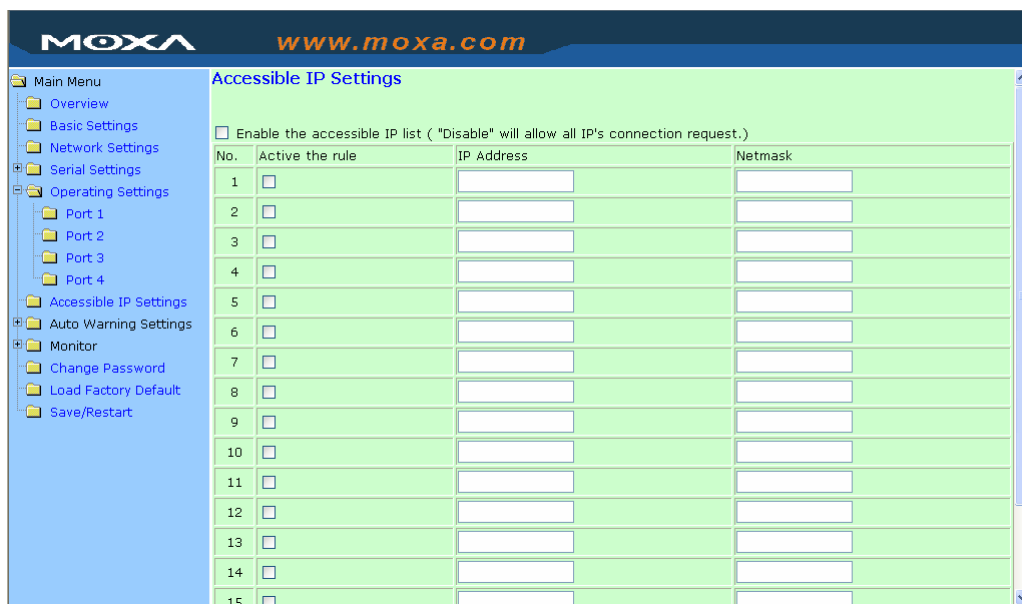 MOXA www.moxa.com
Main Menu
Overview
Basic Settings
Network Settings
Serial Settings
Operating Settings
Port 1
Port 2
Port 3
Port 4
Accessible IP Settings
Auto Warning Settings
Monitor
Change Password
Load Factory Default
Save/Restart
Accessible IP Settings
Enable the accessible IP list ( "Disable" will allow all IP's connection request.)
No. Active the rule IP Address Netmask
1
2
3
4
5
6
7
8
9
10
11
12
13
14
15